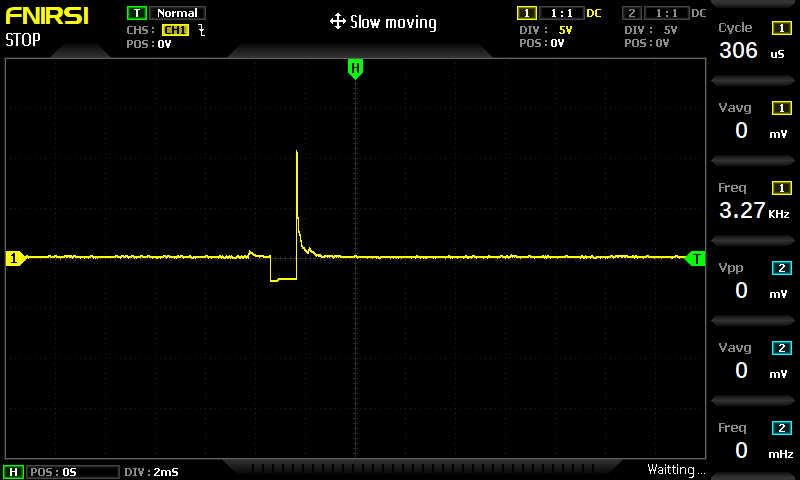 FNIRSI
STOP
T Normal
CHS: CH1
POS: 0V
Slow moving
1 1:1 DC
DIV: 5V
POS: 0V
2 1:1 DC
DIV: 5V
POS: 0V
H
1
T
Cycle 1
306 uS
Vavg 1
0 mV
Freq 1
3.27 KHz
Vpp 2
0 mV
Vavg 2
0 mV
Freq 2
0 mHz
H POS: 0S DIV: 2mS
Waitting...